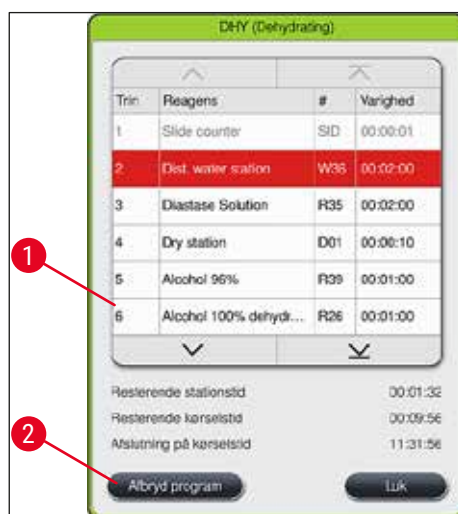 DHY (Dehydrating)
Trin Reagens # Varighed
1 Slide counter SID 00:00:01
2 Dist. water station W36 00:02:00
3 Diastase Solution R35 00:02:00
4 Dry station D01 00:00:10
5 Alcohol 96% R39 00:01:00
1
6 Alcohol 100% dehydr... R26 00:01:00
Resterende stationstid 00:01:32
Resterende kørselstid 00:09:56
2
Afslutning på kørselstid 11:31:56
Afbryd program Luk